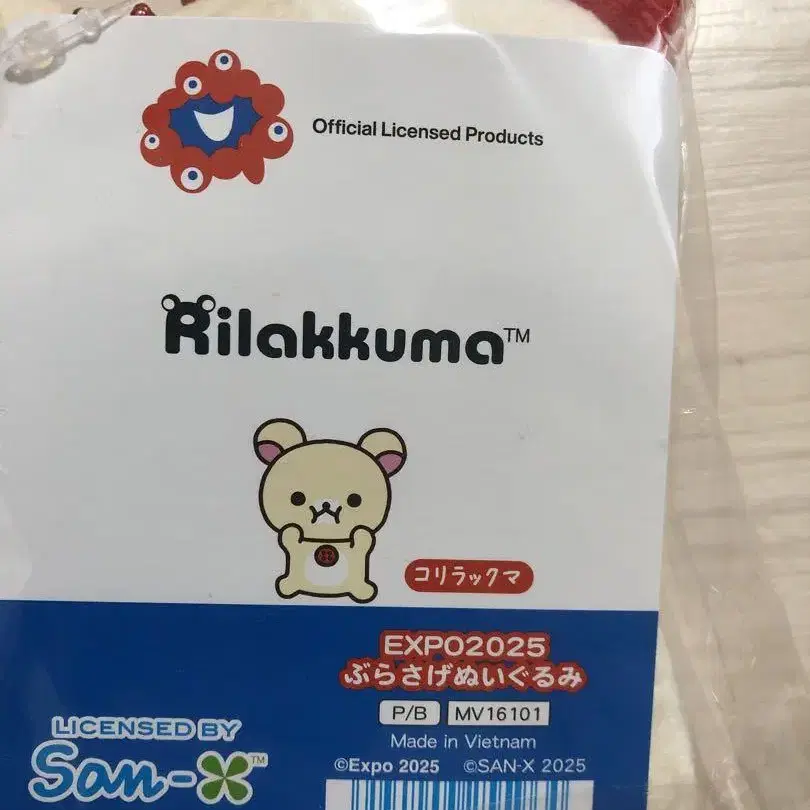 Official Licensed Products
Rilakkuma™
コリラックマ
EXPO2025
ぶらさげぬいぐるみ
P/B MV16101
Made in Vietnam
©Expo 2025 ©SAN-X 2025
LICENSED BY
San-X™